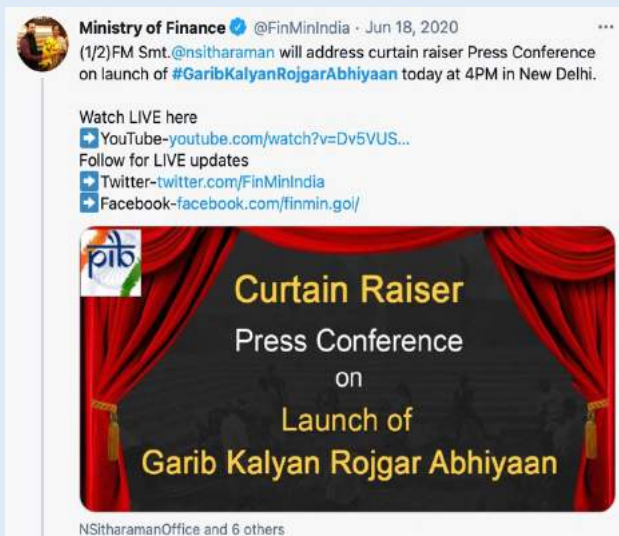 Ministry of Finance @FinMinIndia · Jun 18, 2020
(1/2)FM Smt.@nsitharaman will address curtain raiser Press Conference
on launch of #GaribKalyanRojgarAbhiyaan today at 4PM in New Delhi.
Watch LIVE here
➡YouTube-youtube.com/watch?v=Dv5VUS...
Follow for LIVE updates
➡Twitter-twitter.com/FinMinIndia
➡Facebook-facebook.com/finmin.goi/
pib
Curtain Raiser
Press Conference
on
Launch of
Garib Kalyan Rojgar Abhiyaan
NSitharamanOffice and 6 others